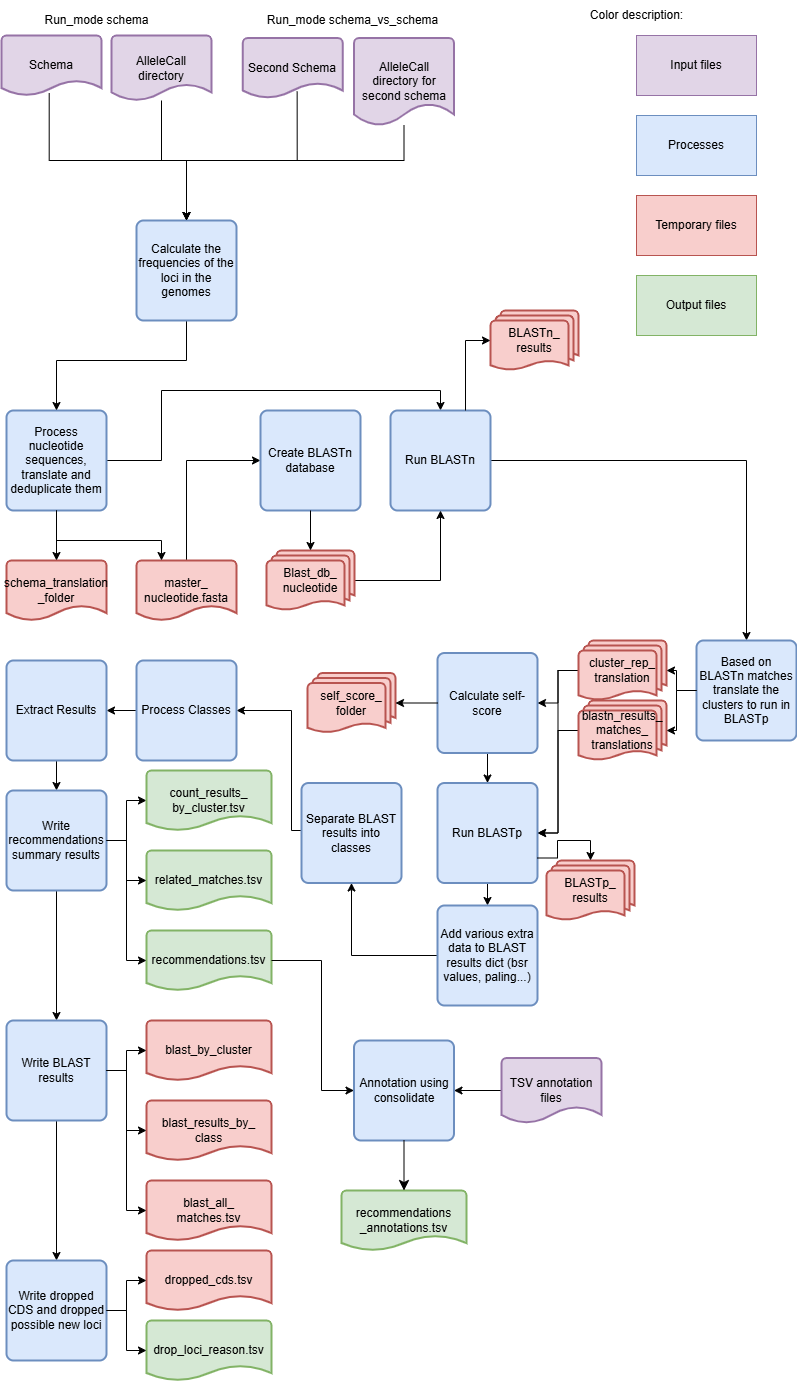 Run_mode schema
Run_mode schema_vs_schema
Color description:
Schema
AlleleCall
directory
Second Schema
AlleleCall
directory for
second schema
Input files
Processes
Temporary files
Output files
Calculate the
frequencies of the
loci in the
genomes
BLASTn_
results
Process
nucleotide
sequences,
translate and
deduplicate them
Create BLASTn
database
Run BLASTn
schema_translation
_folder
master_
nucleotide.fasta
Blast_db_
nucleotide
Extract Results
Process Classes
self_score_
folder
Calculate self-
score
cluster_rep_
translation
blastn_results_
matches_
translations
Based on
BLASTn matches
translate the
clusters to run in
BLASTp
Write
recommendations
summary results
count_results_
by_cluster.tsv
related_matches.tsv
recommendations.tsv
Separate BLAST
results into
classes
Run BLASTp
BLASTp_
results
Add various extra
data to BLAST
results dict (bsr
values, paling...)
Write BLAST
results
blast_by_cluster
blast_results_by_
class
blast_all_
matches.tsv
Annotation using
consolidate
TSV annotation
files
recommendations
_annotations.tsv
Write dropped
CDS and dropped
possible new loci
dropped_cds.tsv
drop_loci_reason.tsv